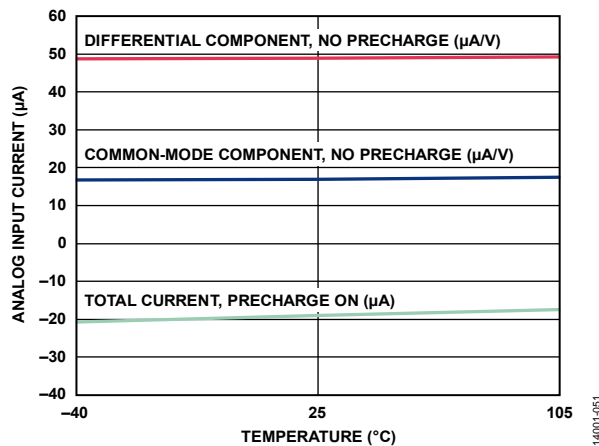 60
50
40
30
20
10
0
–10
–20
–30
–40
ANALOG INPUT CURRENT (µA)
DIFFERENTIAL COMPONENT, NO PRECHARGE (µA/V)
COMMON-MODE COMPONENT, NO PRECHARGE (µA/V)
TOTAL CURRENT, PRECHARGE ON (µA)
–40 25 105
TEMPERATURE (°C)
14001-051